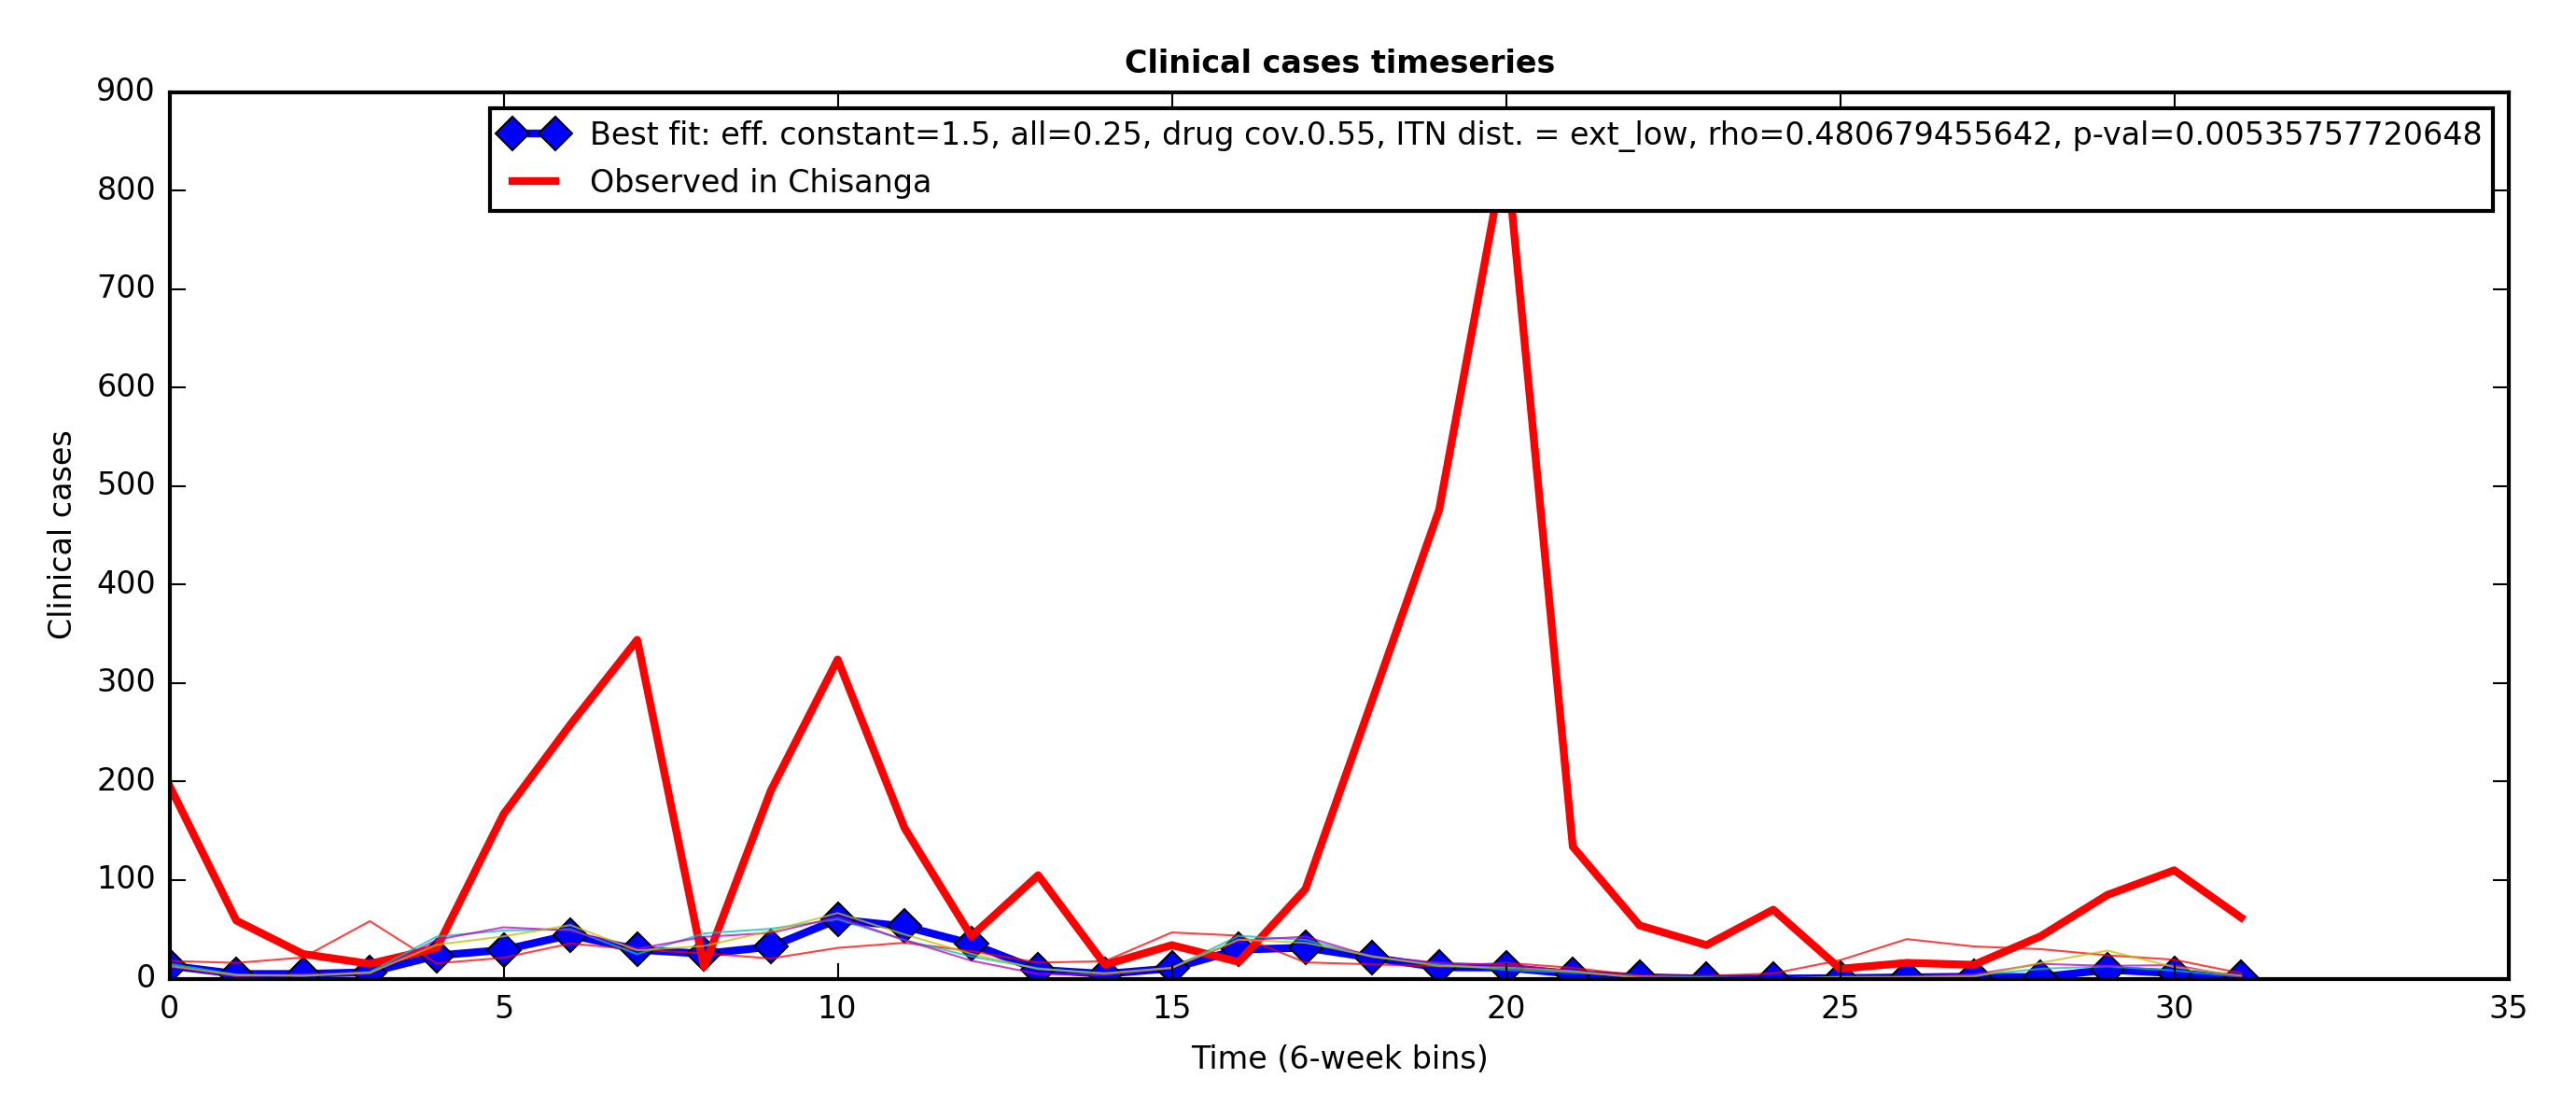 Clinical cases timeseries
900
800
700
600
500
400
300
200
100
0
Clinical cases
Best fit: eff. constant=1.5, all=0.25, drug cov.0.55, ITN dist. = ext_low, rho=0.480679455642, p-val=0.00535757720648
Observed in Chisanga
0 5 10 15 20 25 30 35
Time (6-week bins)